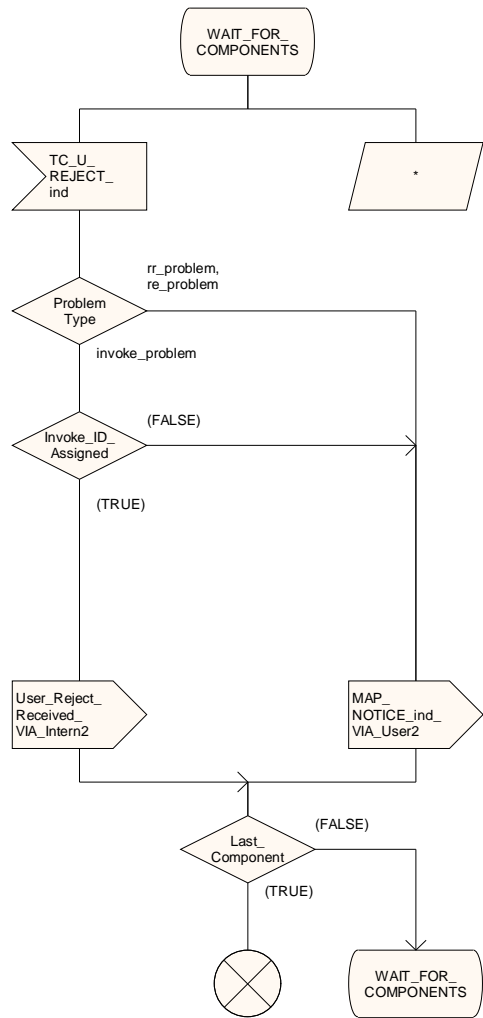 WAIT_FOR_
COMPONENTS
TC_U_
REJECT_
ind
*
rr_problem,
re_problem
Problem
Type
invoke_problem
(FALSE)
Invoke_ID_
Assigned
(TRUE)
User_Reject_
Received_
VIA_Intern2
MAP_
NOTICE_ind_
VIA_User2
(FALSE)
Last_
Component
(TRUE)
WAIT_FOR_
COMPONENTS